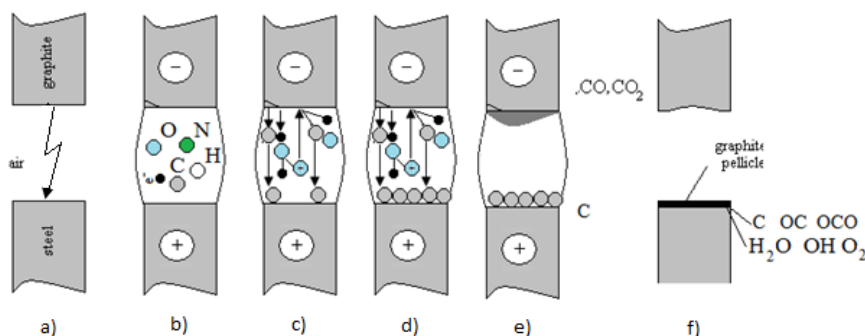 graphite
air
steel
−
O
N
C
H
e⁻
+
−
+
+
−
+
+
−
+
,CO,CO₂
C
graphite
pellicle
C OC OCO
H₂O OH O₂
a)
b)
c)
d)
e)
f)